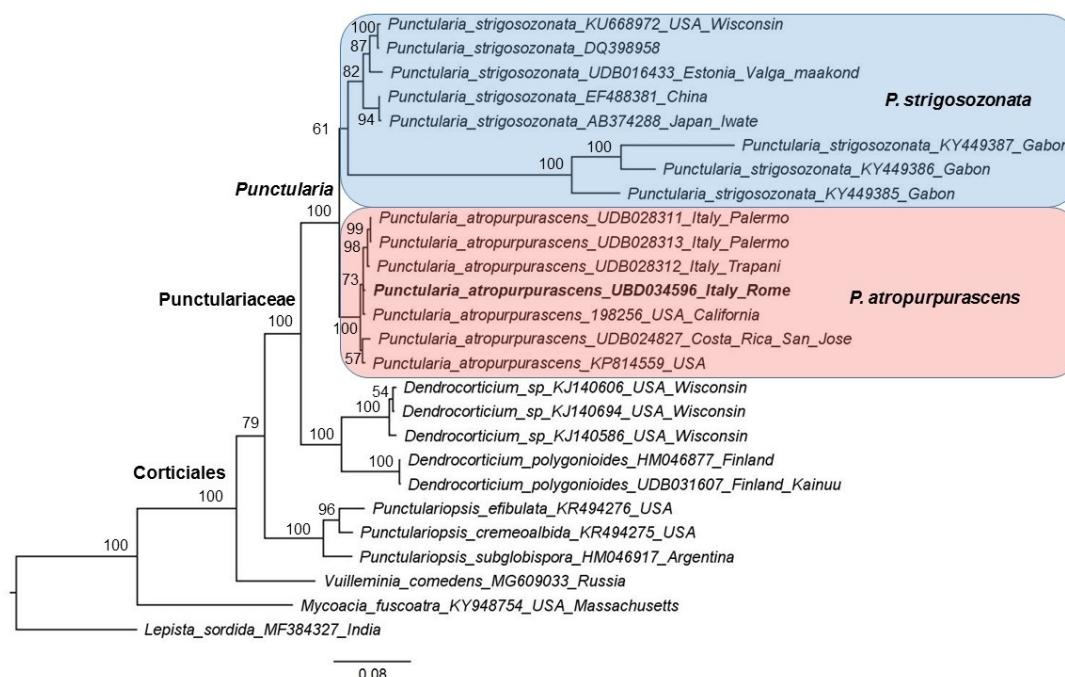 100
Punctularia_strigosozonata_KU668972_USA_Wisconsin
87
Punctularia_strigosozonata_DQ398958
82
Punctularia_strigosozonata_UDB016433_Estonia_Valga_maakond
Punctularia_strigosozonata_EF488381_China
P. strigosozonata
94
Punctularia_strigosozonata_AB374288_Japan_Iwate
61
100
Punctularia_strigosozonata_KY449387_Gabon
100
Punctularia_strigosozonata_KY449386_Gabon
Punctularia
Punctularia_strigosozonata_KY449385_Gabon
100
Punctularia_atropurpurascens_UDB028311_Italy_Palermo
99
Punctularia_atropurpurascens_UDB028313_Italy_Palermo
98
Punctularia_atropurpurascens_UDB028312_Italy_Trapani
73
Punctularia_atropurpurascens_UBD034596_Italy_Rome
P. atropurpurascens
Punctulariaceae
100
Punctularia_atropurpurascens_198256_USA_California
100
Punctularia_atropurpurascens_UDB024827_Costa_Rica_San_Jose
57
Punctularia_atropurpurascens_KP814559_USA
54
Dendrocorticium_sp_KJ140606_USA_Wisconsin
100
Dendrocorticium_sp_KJ140694_USA_Wisconsin
79
100
Dendrocorticium_sp_KJ140586_USA_Wisconsin
Corticiales
100
Dendrocorticium_polygonioides_HM046877_Finland
Dendrocorticium_polygonioides_UDB031607_Finland_Kainuu
100
96
Punctulariopsis_efibulata_KR494276_USA
100
Punctulariopsis_cremeoalbida_KR494275_USA
100
Punctulariopsis_subglobispora_HM046917_Argentina
Vuilleminia_comedens_MG609033_Russia
Mycoacia_fuscoatra_KY948754_USA_Massachusetts
Lepista_sordida_MF384327_India
0.08